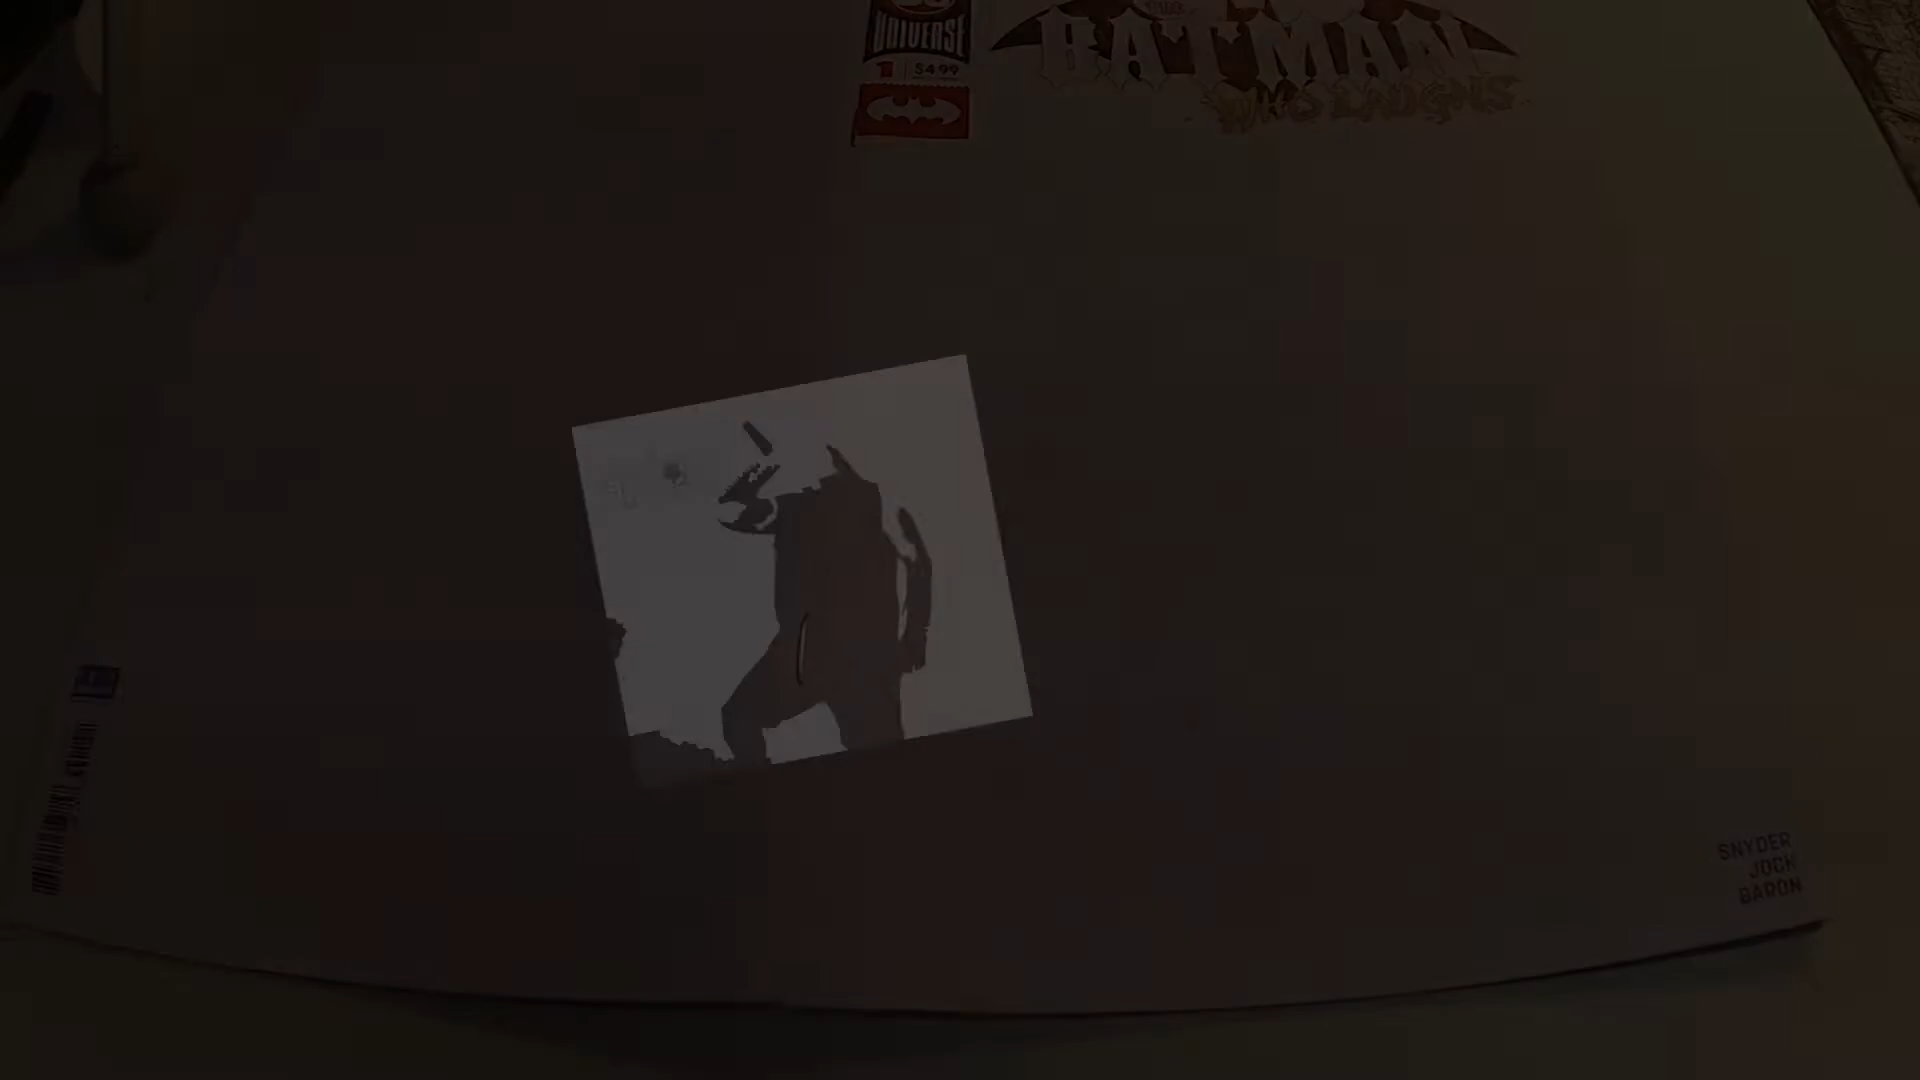 UNIVERSE
1 $4.99
BATMAN
WHO LAUGHS
SNYDER
JOCK
BARON